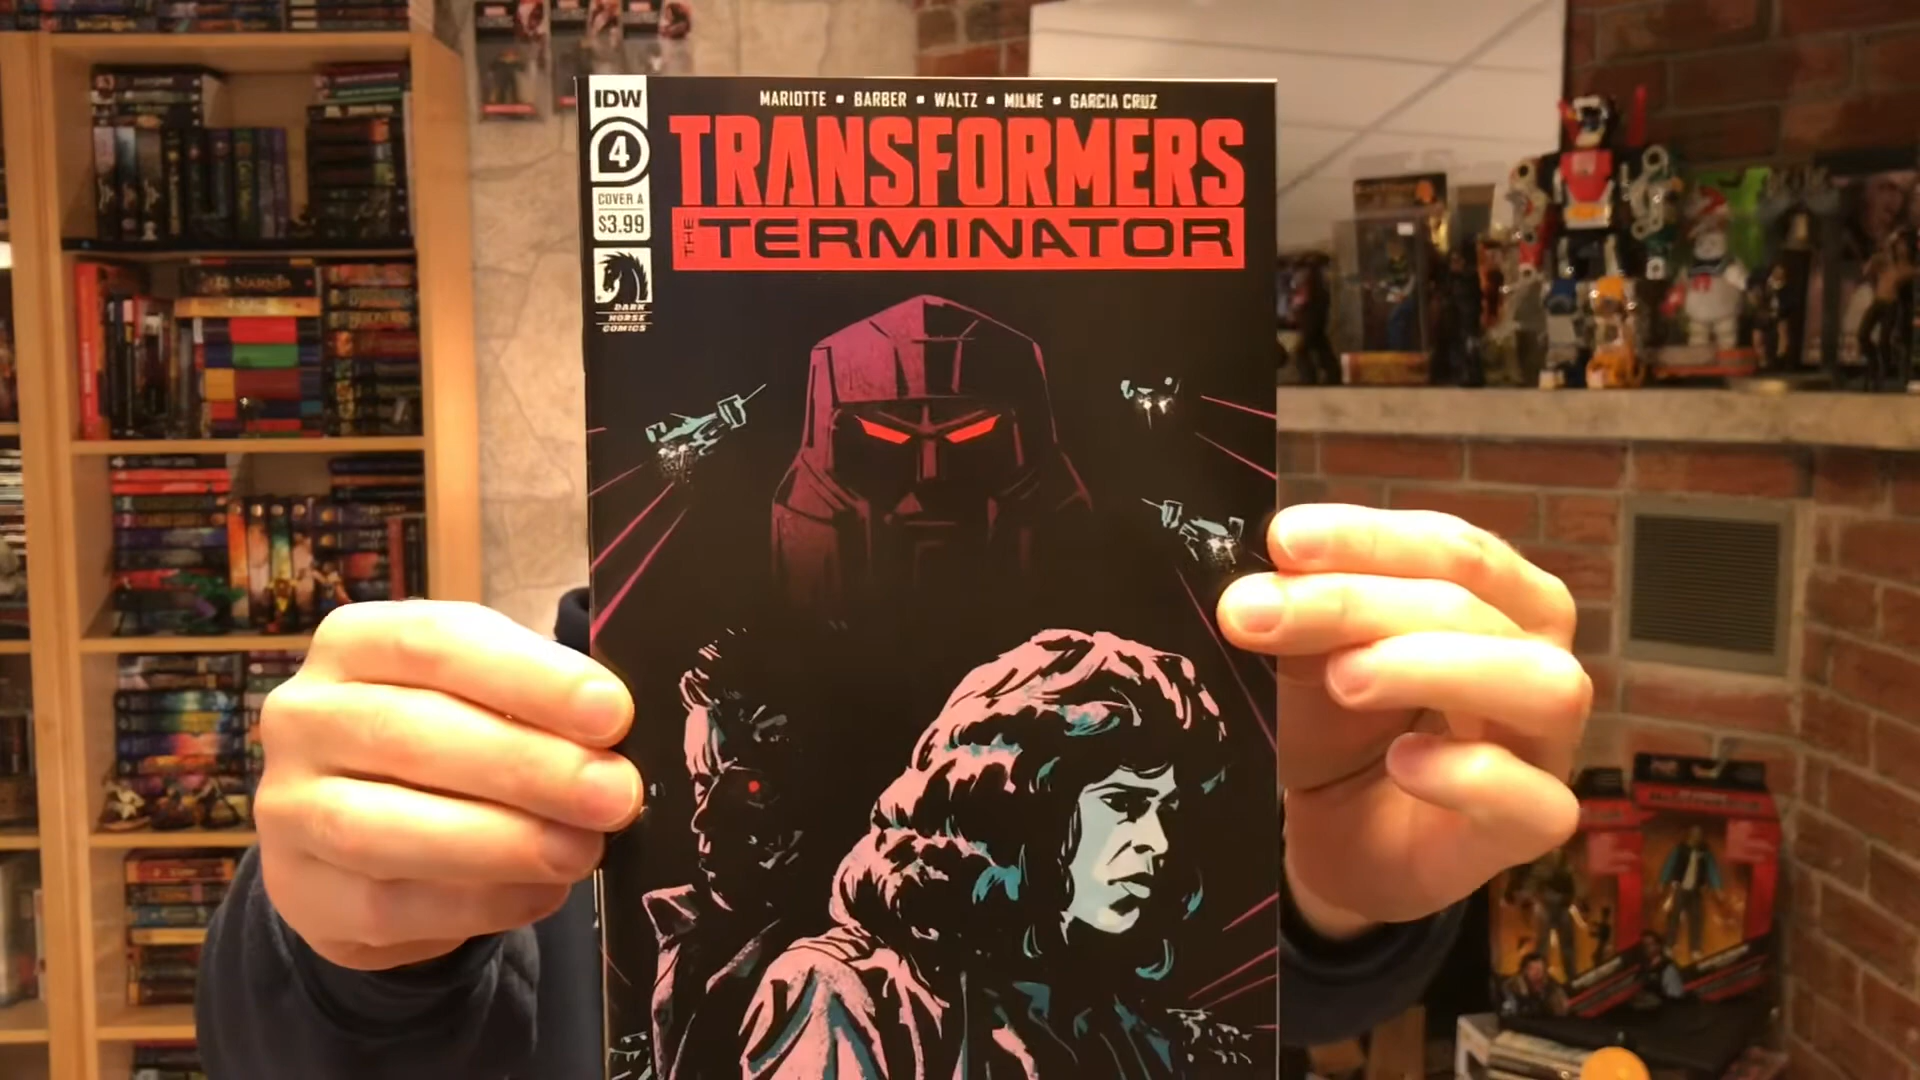 IDW
4
COVER A
$3.99
DARK
HORSE
COMICS
MARIOTTE ▪ BARBER ▪ WALTZ ▪ MILNE ▪ GARCIA CRUZ
TRANSFORMERS
THE TERMINATOR